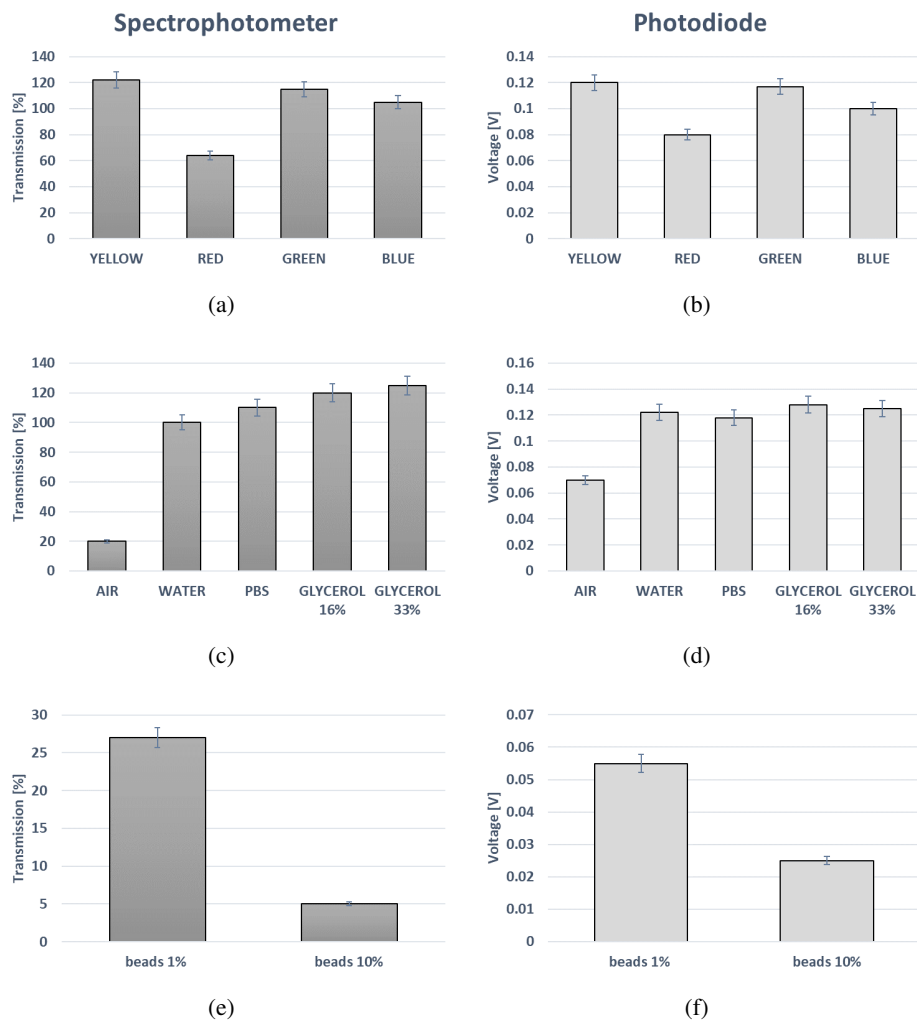 Spectrophotometer
Transmission [%]
140
120
100
80
60
40
20
0
YELLOW RED GREEN BLUE
(a)
Photodiode
Voltage [V]
0.14
0.12
0.1
0.08
0.06
0.04
0.02
0
YELLOW RED GREEN BLUE
(b)
Transmission [%]
140
120
100
80
60
40
20
0
AIR WATER PBS GLYCEROL GLYCEROL
16% 33%
(c)
Voltage [V]
0.16
0.14
0.12
0.1
0.08
0.06
0.04
0.02
0
AIR WATER PBS GLYCEROL GLYCEROL
16% 33%
(d)
Transmission [%]
30
25
20
15
10
5
0
beads 1% beads 10%
(e)
Voltage [V]
0.07
0.06
0.05
0.04
0.03
0.02
0.01
0
beads 1% beads 10%
(f)